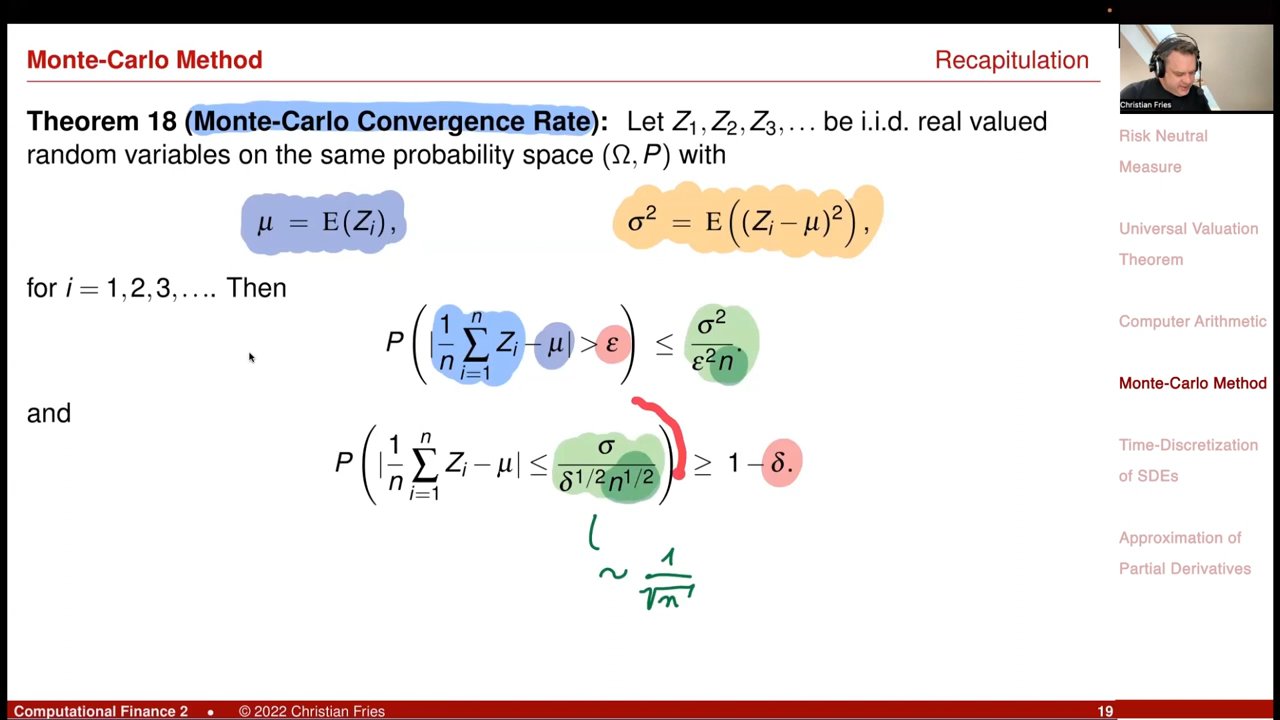 Monte-Carlo Method
Recapitulation
Theorem 18 (Monte-Carlo Convergence Rate): Let Z₁, Z₂, Z₃, … be i.i.d. real valued
random variables on the same probability space (Ω, P) with
μ = E(Zᵢ),   σ² = E((Zᵢ − μ)²),
for i = 1,2,3,…. Then
P(|1/n ∑ᵢ₌₁ⁿ Zᵢ − μ| > ε) ≤ σ²/(ε²n).
and
P(|1/n ∑ᵢ₌₁ⁿ Zᵢ − μ| ≤ σ/(δ^{1/2}n^{1/2})) ≥ 1 − δ.
~ 1/√n
Computational Finance 2 • © 2022 Christian Fries
19
Christian Fries
Risk Neutral
Measure
Universal Valuation
Theorem
Computer Arithmetic
Monte-Carlo Method
Time-Discretization
of SDEs
Approximation of
Partial Derivatives